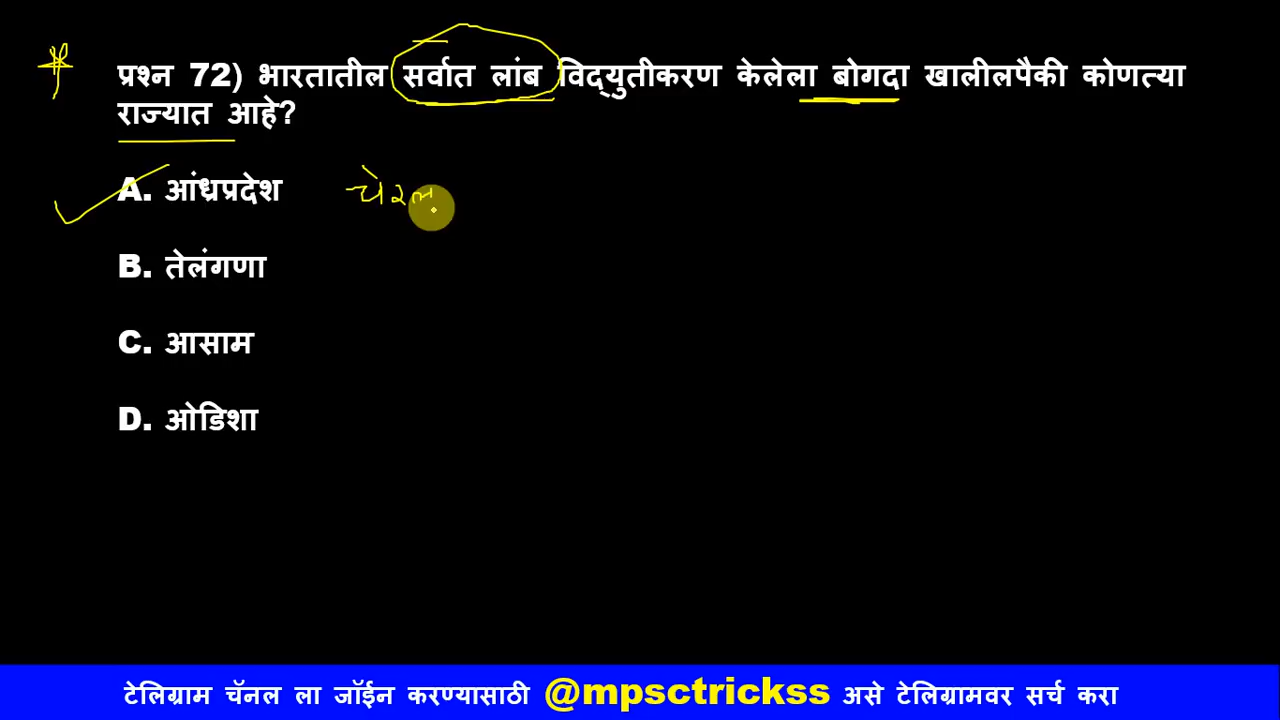 प्रश्न 72) भारतातील सर्वात लांब विद्युतीकरण केलेला बोगदा खालीलपैकी कोणत्या
राज्यात आहे?
A. आंध्रप्रदेश
चेरल
B. तेलंगणा
C. आसाम
D. ओडिशा
टेलिग्राम चॅनल ला जॉईन करण्यासाठी @mpsctrickss असे टेलिग्रामवर सर्च करा